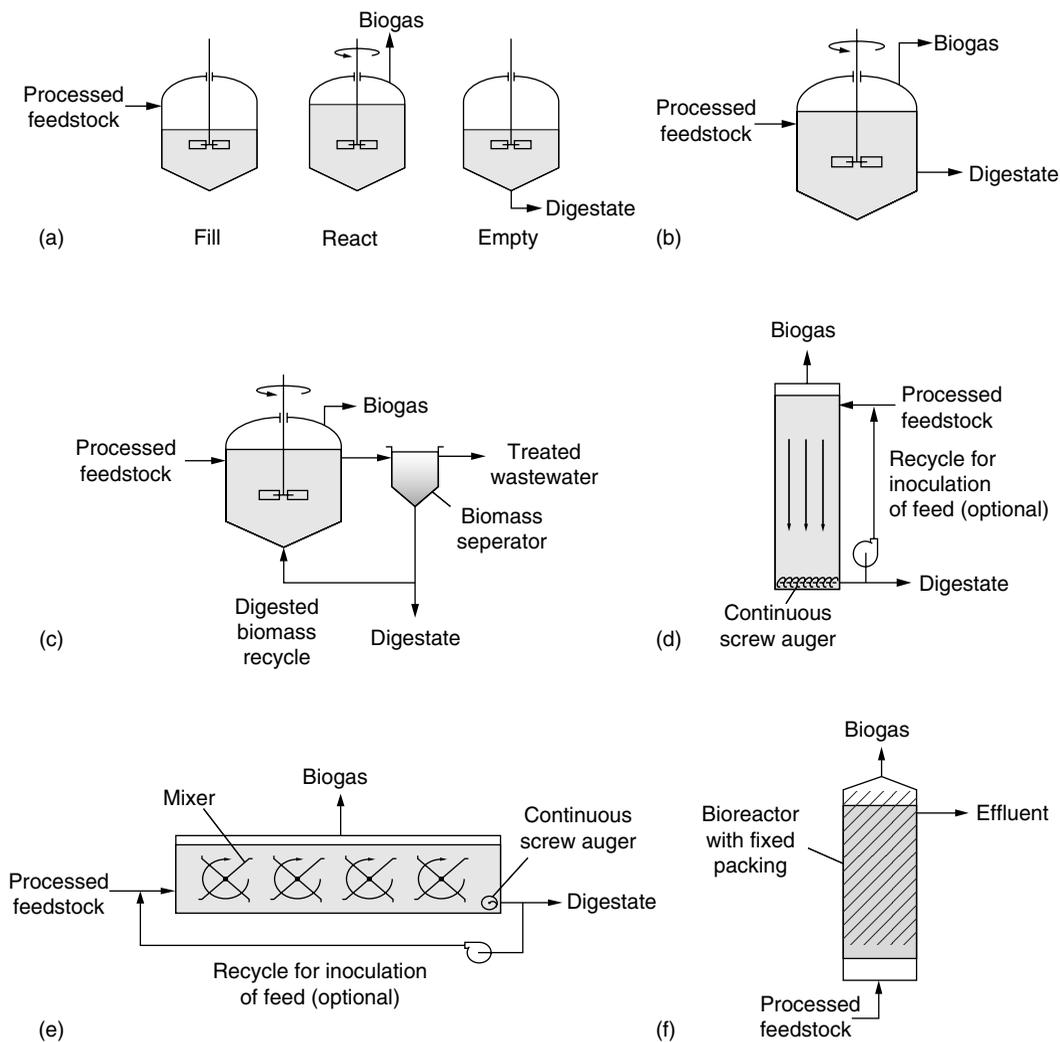 Biogas
Processed
feedstock
Digestate
(a)
Fill
React
Empty
Biogas
Processed
feedstock
Digestate
(b)
Biogas
Processed
feedstock
Treated
wastewater
Biomass
seperator
Digested
biomass
recycle
Digestate
(c)
Biogas
Processed
feedstock
Recycle for
inoculation
of feed (optional)
Digestate
Continuous
screw auger
(d)
Biogas
Mixer
Continuous
screw auger
Processed
feedstock
Digestate
Recycle for inoculation
of feed (optional)
(e)
Biogas
Bioreactor
with fixed
packing
Effluent
Processed
feedstock
(f)